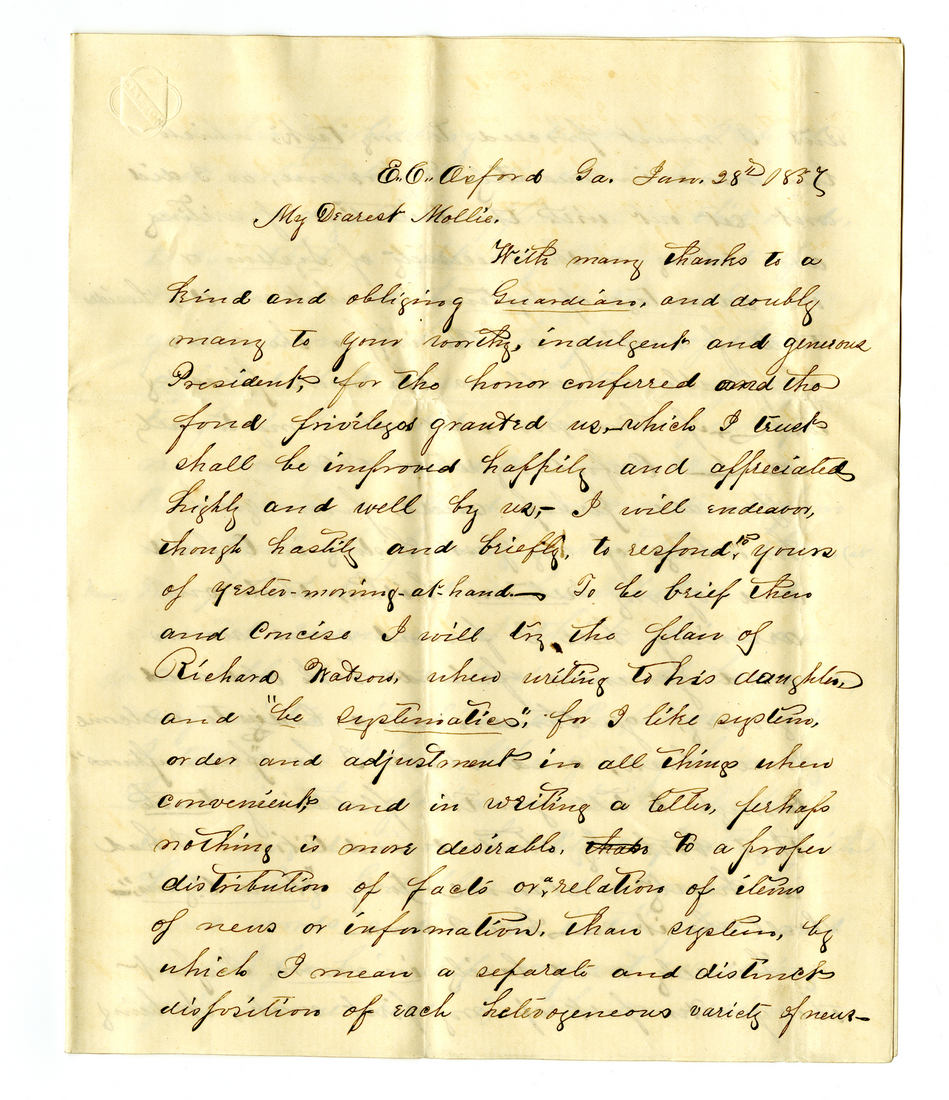 E.C. Oxford Ga. Jan. 28th 1857
My Dearest Mollie.
With many thanks to a
kind and obliging Guardian, and doubly
many to your worthy, indulgent and generous
President, for the honor conferred and the
fond privileges granted us, which I trust
shall be improved happily and appreciated
highly and well by us,— I will endeavor,
though hastily and briefly, to respond, to yours
of yester-morning-at-hand.— To be brief then
and concise I will try the plan of
Richard Watson, when writing to his daughter,
and "be systematic", for I like system,
order and adjustment in all things when
convenient, and in writing a letter, perhaps
nothing is more desirable, than to a proper
distribution of facts or a relation of items
of news or information, than system, by
which I mean a separate and distinct
disposition of each heterogeneous variety of news—